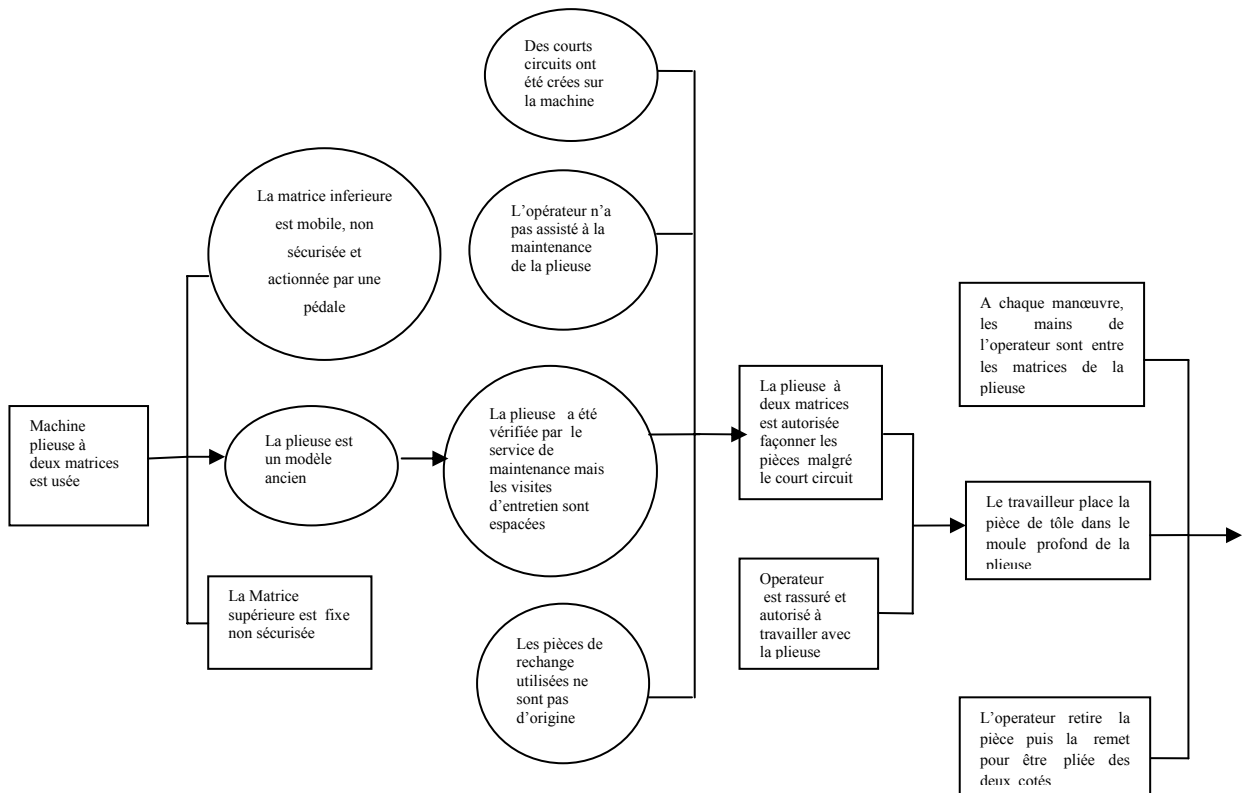 Des courts
circuits ont
été crées sur
la machine
La matrice inferieure
est mobile, non
sécurisée et
actionnée par une
pédale
L’opérateur n’a
pas assisté à la
maintenance
de la plieuse
A chaque manœuvre,
les mains de
l’operateur sont entre
les matrices de la
plieuse
Machine
plieuse à
deux matrices
est usée
La plieuse est
un modèle
ancien
La plieuse a été
vérifiée par le
service de
maintenance mais
les visites
d’entretien sont
espacées
La plieuse à
deux matrices
est autorisée
façonner les
pièces malgré
le court circuit
Le travailleur place la
pièce de tôle dans le
moule profond de la
plieuse
La Matrice
supérieure est fixe
non sécurisée
Operateur
est rassuré et
autorisé à
travailler avec
la plieuse
Les pièces de
rechange
utilisées ne
sont pas
d’origine
L’operateur retire la
pièce puis la remet
pour être pliée des
deux cotés